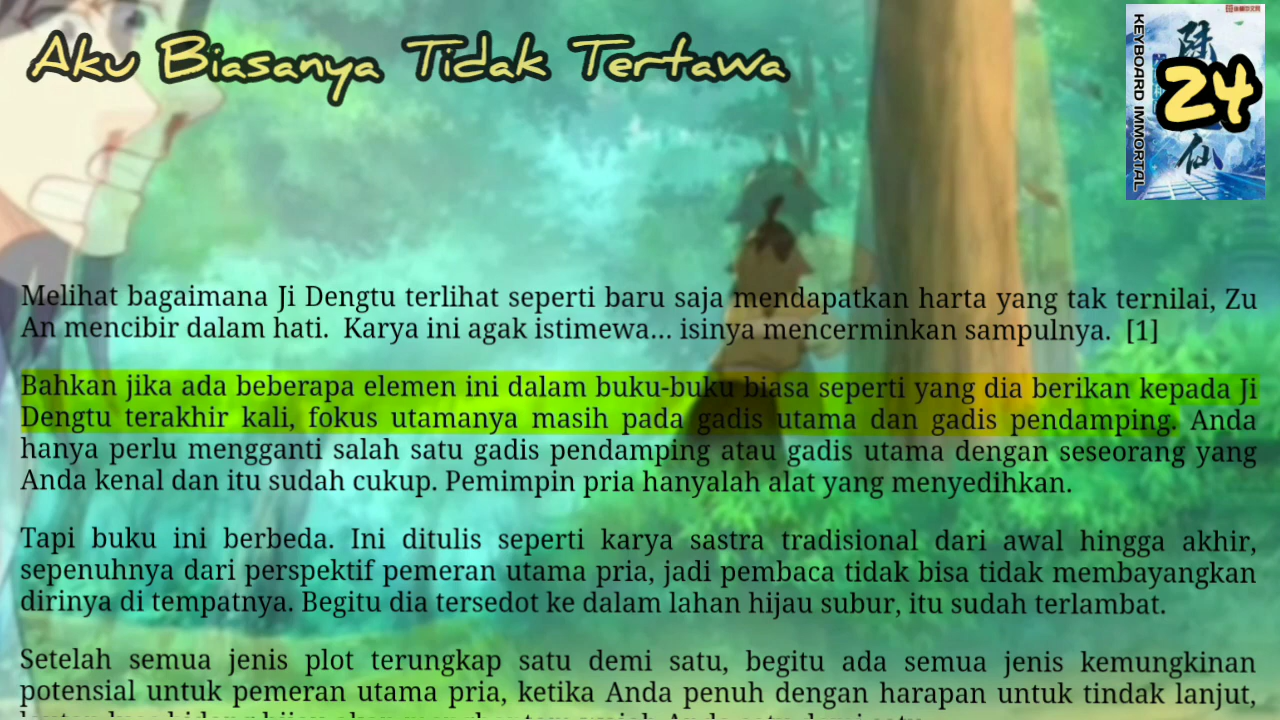 Aku Biasanya Tidak Tertawa
KEYBOARD IMMORTAL
24
仙
Melihat bagaimana Ji Dengtu terlihat seperti baru saja mendapatkan harta yang tak ternilai, Zu
An mencibir dalam hati.  Karya ini agak istimewa... isinya mencerminkan sampulnya.  [1]
Bahkan jika ada beberapa elemen ini dalam buku-buku biasa seperti yang dia berikan kepada Ji
Dengtu terakhir kali, fokus utamanya masih pada gadis utama dan gadis pendamping. Anda
hanya perlu mengganti salah satu gadis pendamping atau gadis utama dengan seseorang yang
Anda kenal dan itu sudah cukup. Pemimpin pria hanyalah alat yang menyedihkan.
Tapi buku ini berbeda. Ini ditulis seperti karya sastra tradisional dari awal hingga akhir,
sepenuhnya dari perspektif pemeran utama pria, jadi pembaca tidak bisa tidak membayangkan
dirinya di tempatnya. Begitu dia tersedot ke dalam lahan hijau subur, itu sudah terlambat.
Setelah semua jenis plot terungkap satu demi satu, begitu ada semua jenis kemungkinan
potensial untuk pemeran utama pria, ketika Anda penuh dengan harapan untuk tindak lanjut,